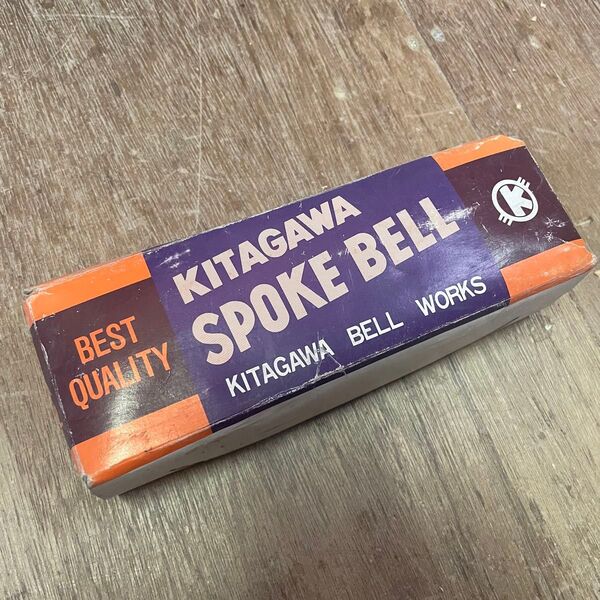 BEST
QUALITY
KITAGAWA
SPOKE BELL
KITAGAWA BELL WORKS
K